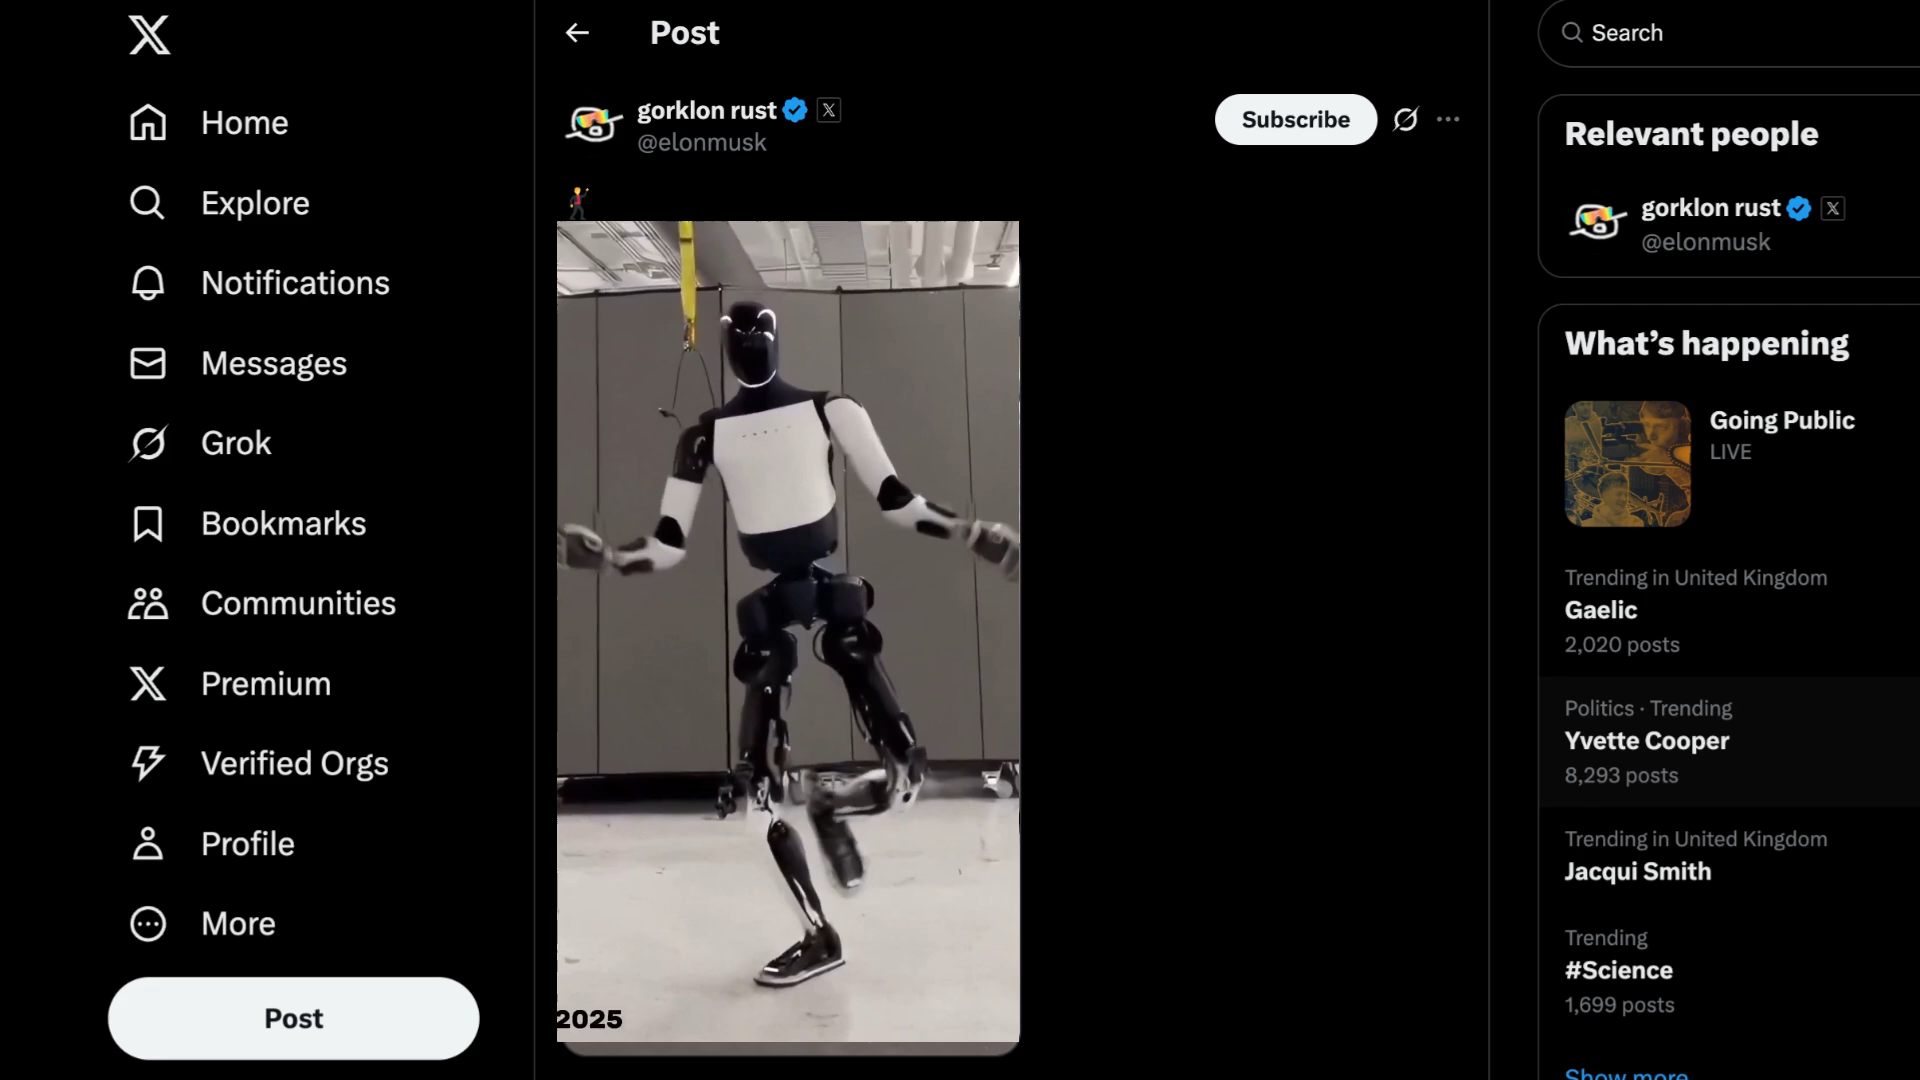 Home
Explore
Notifications
Messages
Grok
Bookmarks
Communities
Premium
Verified Orgs
Profile
More
Post
Post
gorklon rust
@elonmusk
Subscribe
2025
Search
Relevant people
gorklon rust
@elonmusk
What's happening
Going Public
LIVE
Trending in United Kingdom
Gaelic
2,020 posts
Politics · Trending
Yvette Cooper
8,293 posts
Trending in United Kingdom
Jacqui Smith
Trending
#Science
1,699 posts
Show more